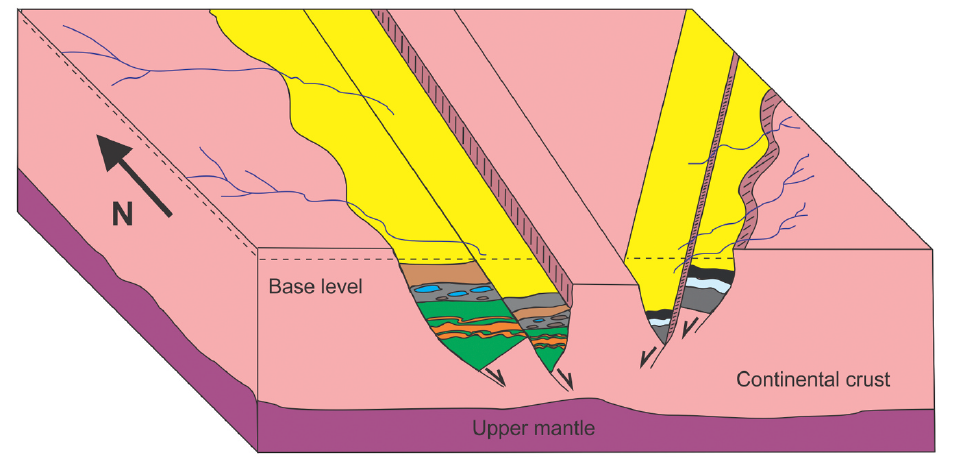 N
Base level
Continental crust
Upper mantle